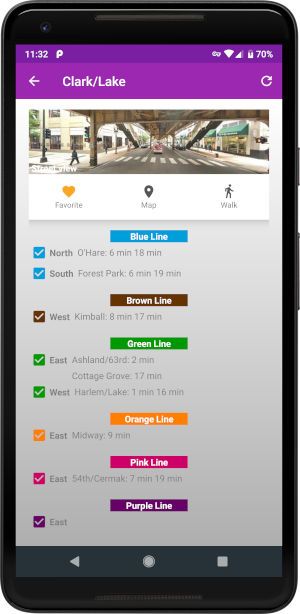 11:32 70%
Clark/Lake
Street View
Favorite Map Walk
Blue Line
North O'Hare: 6 min 18 min
South Forest Park: 6 min 19 min
Brown Line
West Kimball: 8 min 17 min
Green Line
East Ashland/63rd: 2 min
Cottage Grove: 17 min
West Harlem/Lake: 1 min 16 min
Orange Line
East Midway: 9 min
Pink Line
East 54th/Cermak: 7 min 19 min
Purple Line
East